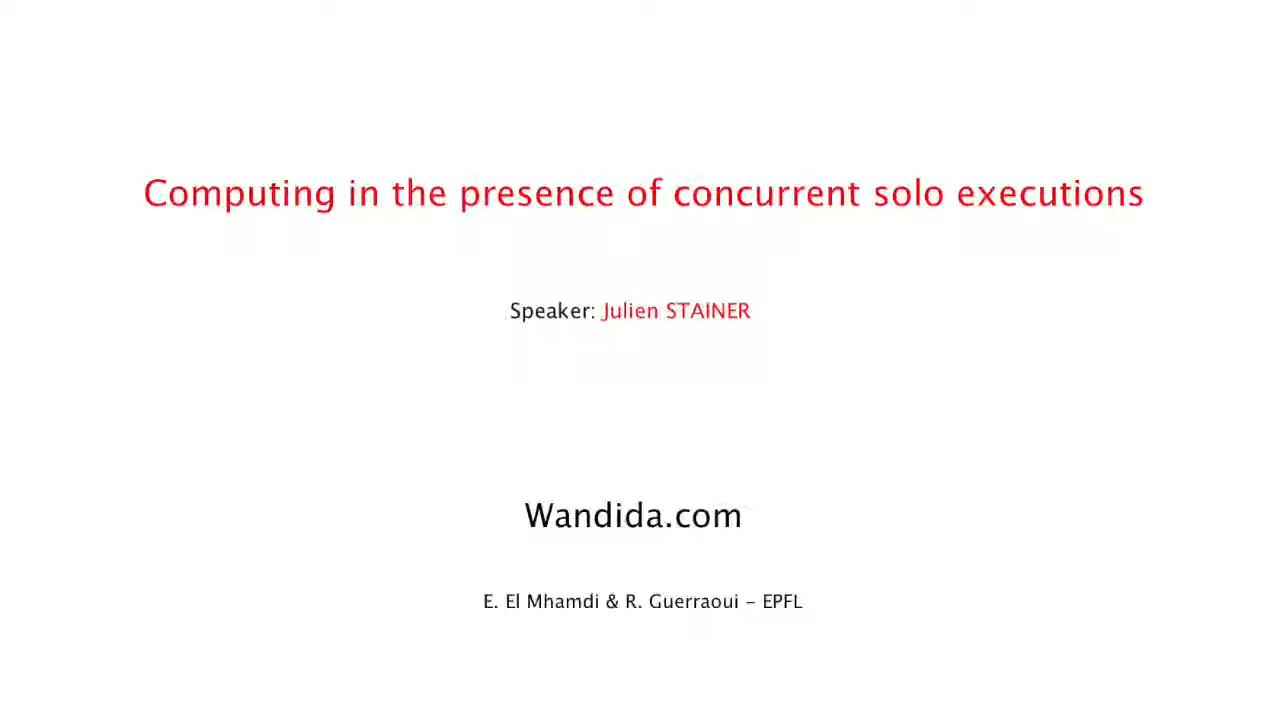 Computing in the presence of concurrent solo executions
Speaker: Julien STAINER
Wandida.com
E. El Mhamdi & R. Guerraoui - EPFL